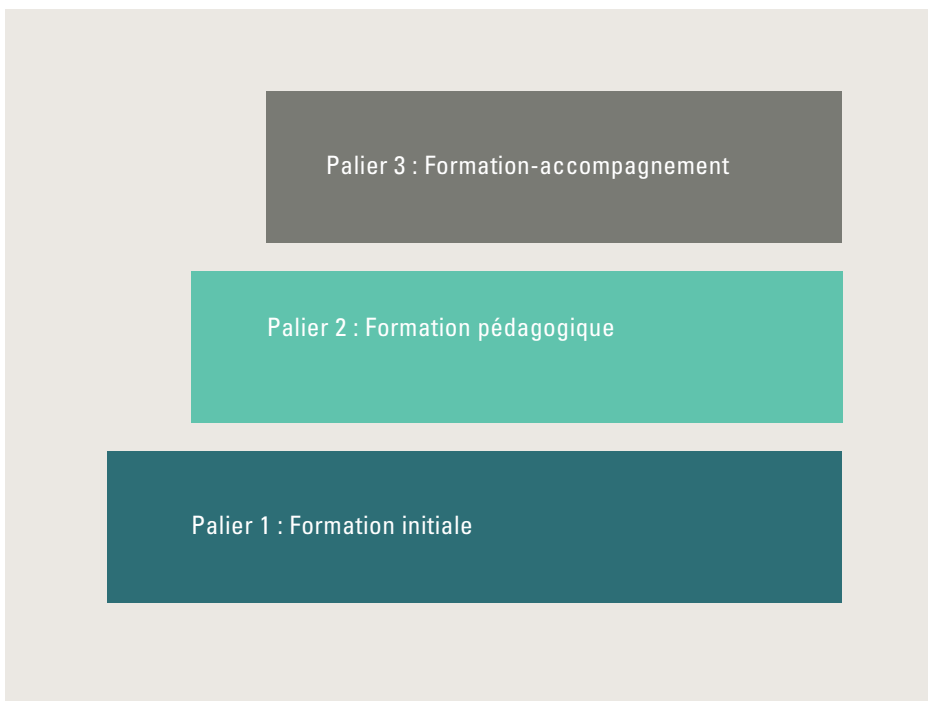 Palier 3 : Formation-accompagnement
Palier 2 : Formation pédagogique
Palier 1 : Formation initiale